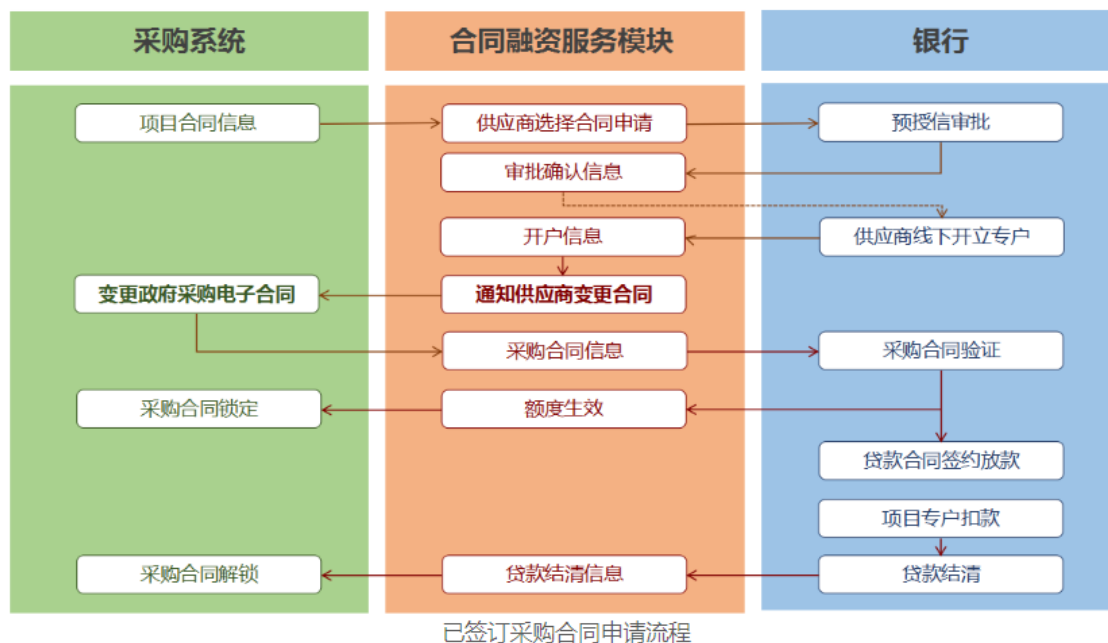 采购系统
合同融资服务模块
银行
项目合同信息
供应商选择合同申请
预授信审批
审批确认信息
开户信息
供应商线下开立专户
变更政府采购电子合同
通知供应商变更合同
采购合同信息
采购合同验证
采购合同锁定
额度生效
贷款合同签约放款
项目专户扣款
采购合同解锁
贷款结清信息
贷款结清
已签订采购合同申请流程